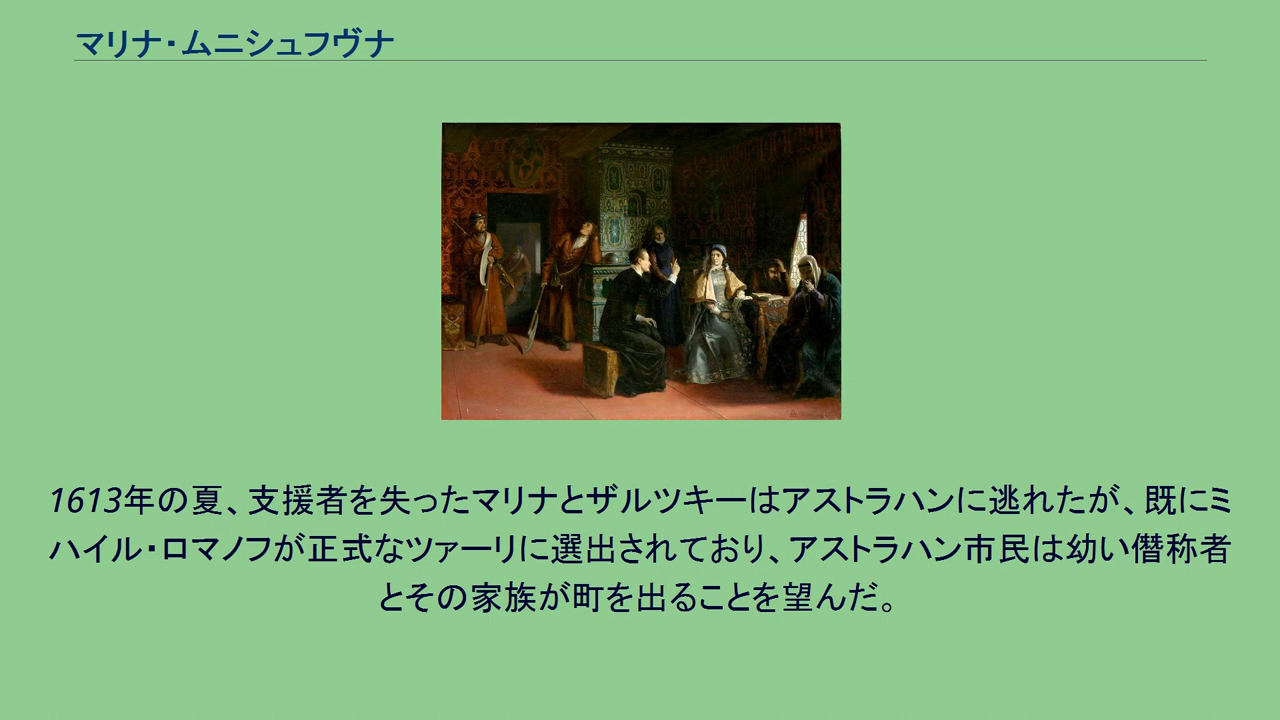 マリナ・ムニシュフヴナ
1613年の夏、支援者を失ったマリナとザルツキーはアストラハンに逃れたが、既にミ
ハイル・ロマノフが正式なツァーリに選出されており、アストラハン市民は幼い僭称者
とその家族が町を出ることを望んだ。